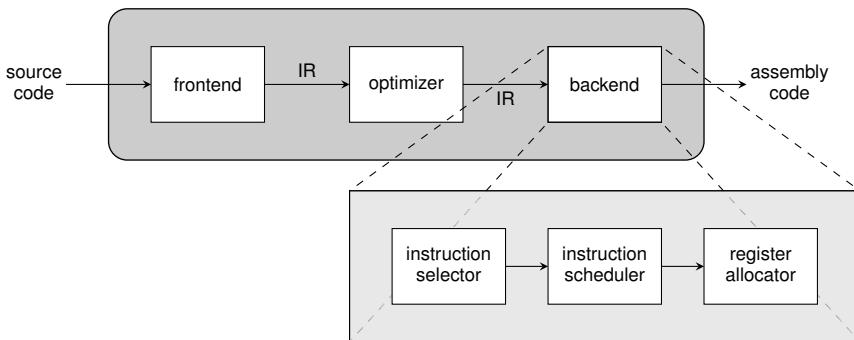 source
code
frontend
IR
optimizer
IR
backend
assembly
code
instruction
selector
instruction
scheduler
register
allocator